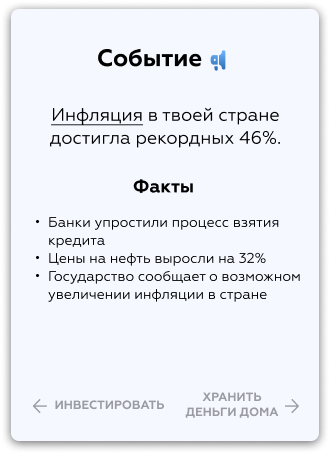 Событие
Инфляция в твоей стране
достигла рекордных 46%.
Факты
• Банки упростили процесс взятия
кредита
• Цены на нефть выросли на 32%
• Государство сообщает о возможном
увеличении инфляции в стране
← ИНВЕСТИРОВАТЬ
ХРАНИТЬ
ДЕНЬГИ ДОМА →